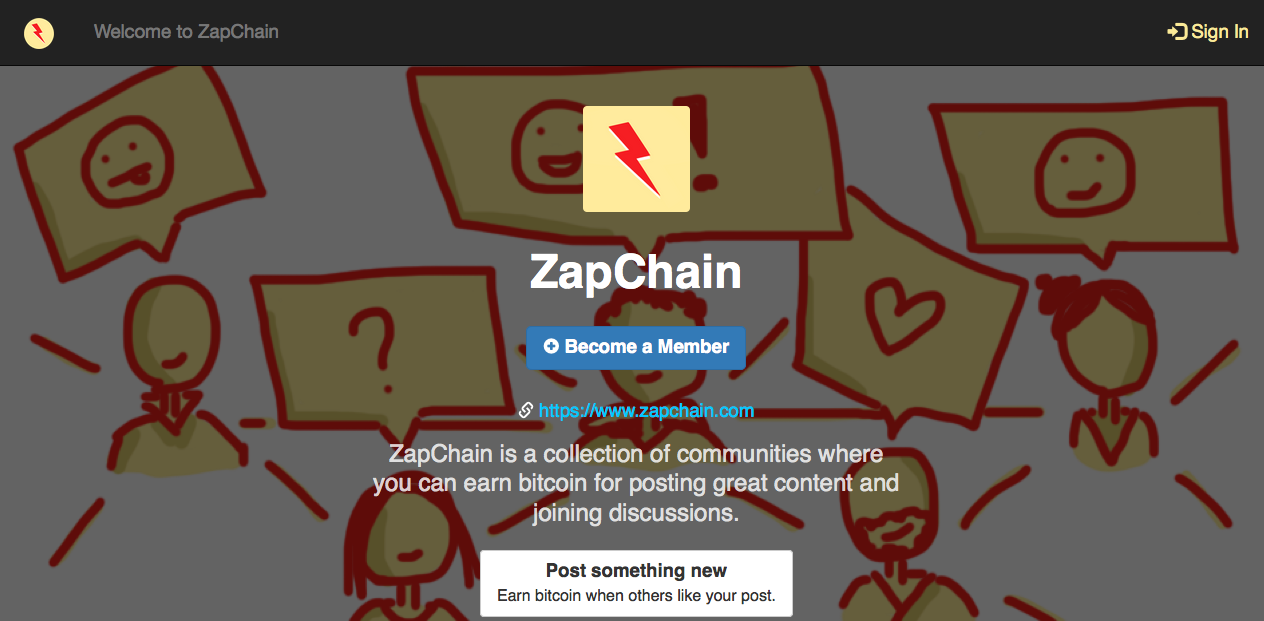 Welcome to ZapChain
Sign In
!
ZapChain
?
Become a Member
https://www.zapchain.com
ZapChain is a collection of communities where
you can earn bitcoin for posting great content and
joining discussions.
Post something new
Earn bitcoin when others like your post.